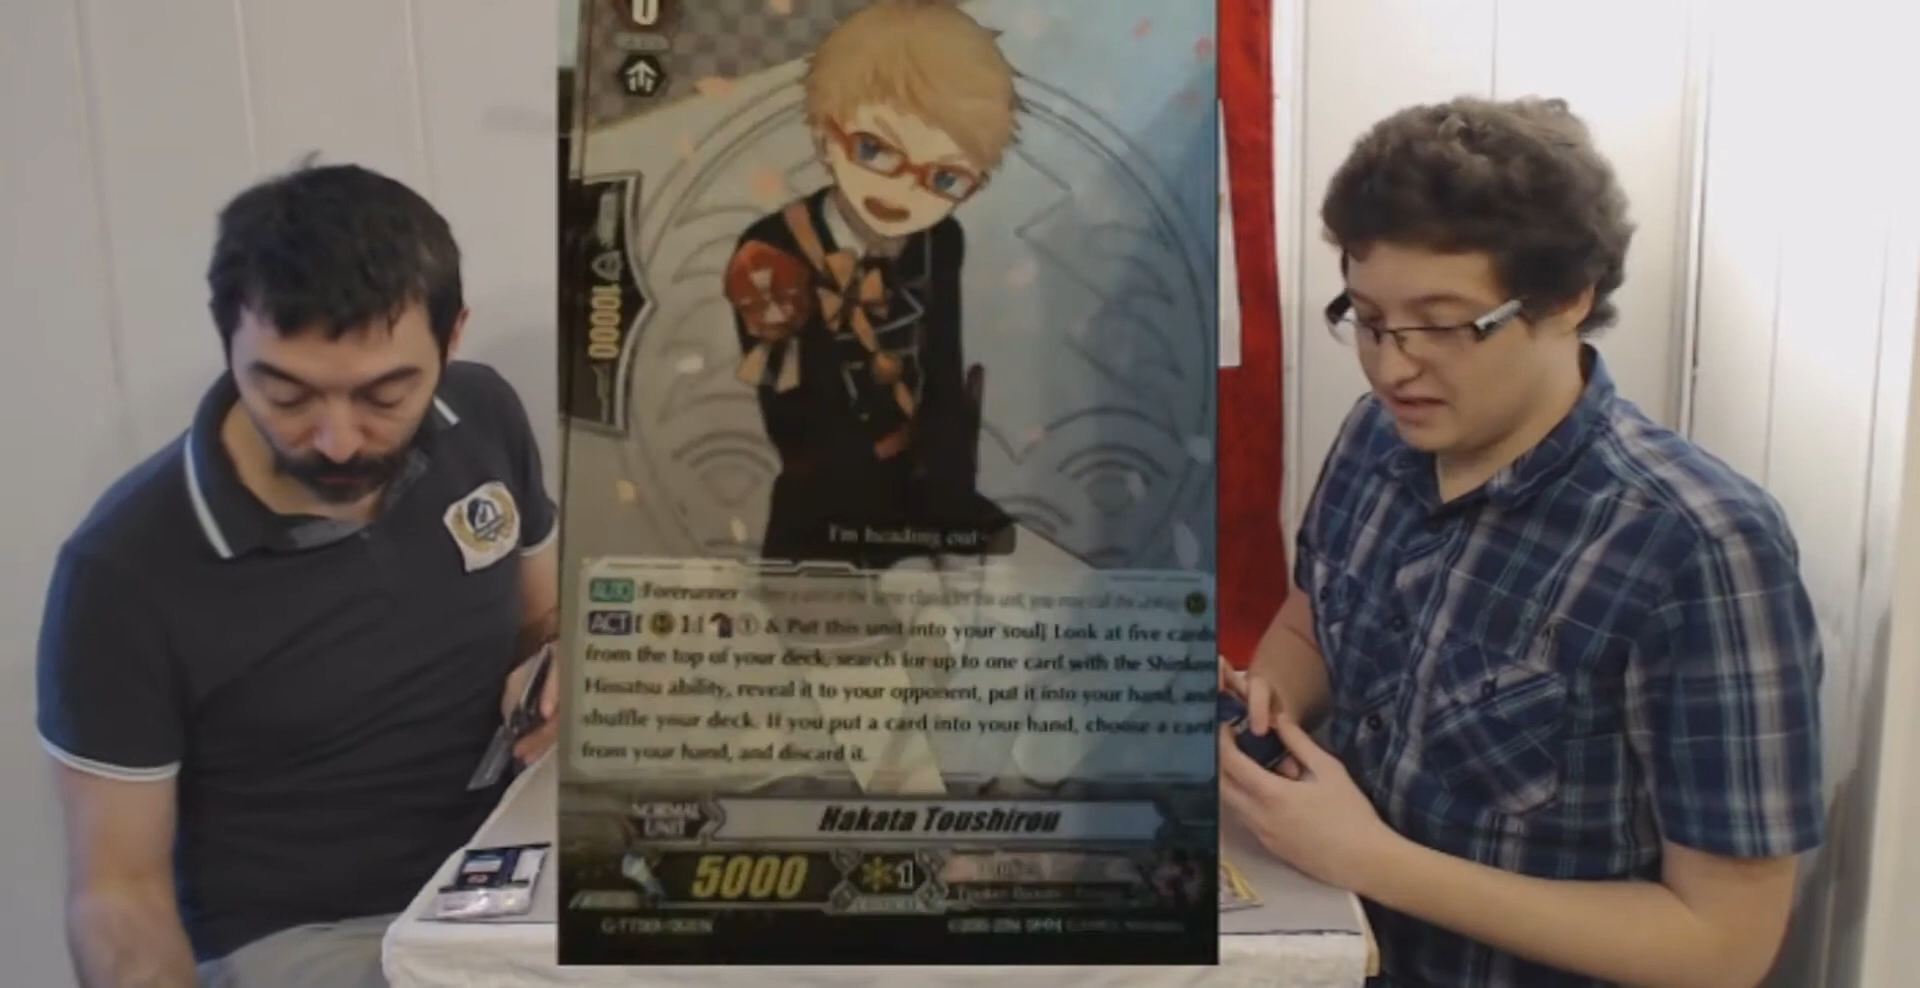 0
10000
I'm heading out
AUTO :Forerunner
ACT [ ]:[ ① & Put this unit into your soul] Look at five cards
from the top of your deck, search for up to one card with the Shinken
Hissatsu ability, reveal it to your opponent, put it into your hand, and
shuffle your deck. If you put a card into your hand, choose a card
from your hand, and discard it.
NORMAL
UNIT
Hakata Toushirou
5000
1